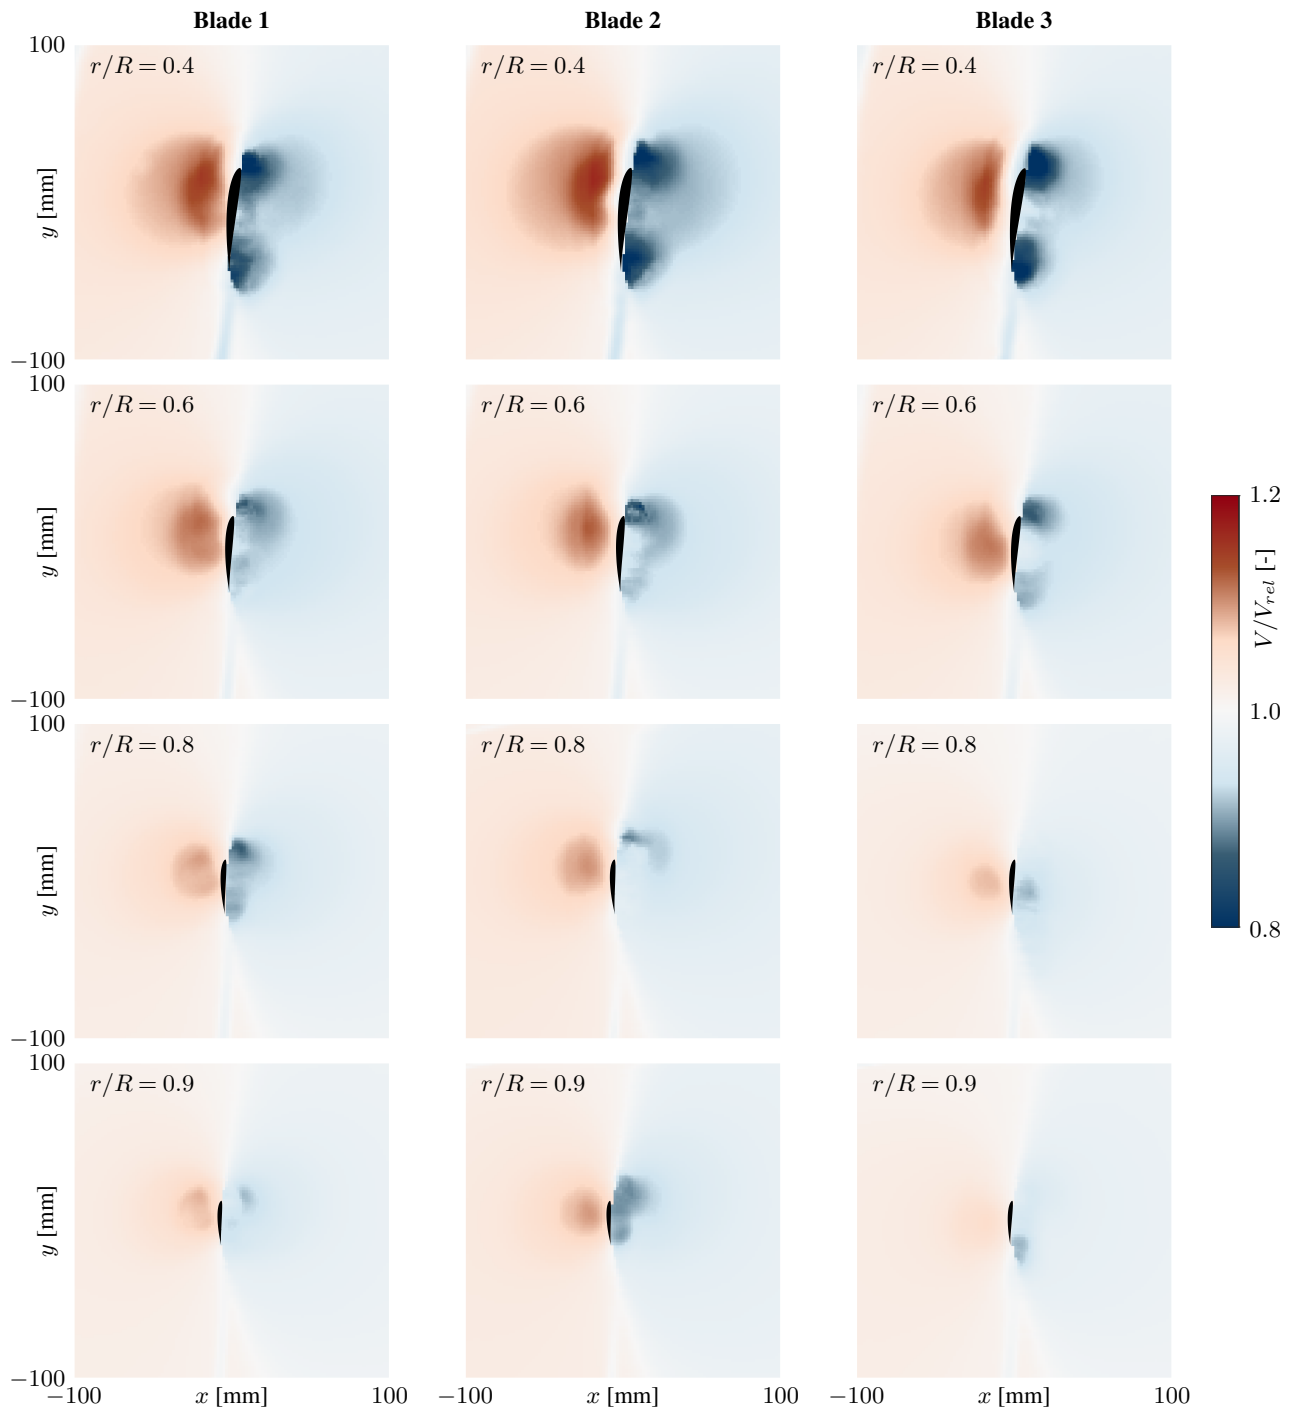 Blade 1 Blade 2 Blade 3
100
r/R = 0.4 r/R = 0.4 r/R = 0.4
y [mm]
−100
100
r/R = 0.6 r/R = 0.6 r/R = 0.6
1.2
y [mm]
V/V_rel [-]
−100
1.0
100
r/R = 0.8 r/R = 0.8 r/R = 0.8
y [mm]
0.8
−100
100
r/R = 0.9 r/R = 0.9 r/R = 0.9
y [mm]
−100
−100 x [mm] 100 −100 x [mm] 100 −100 x [mm] 100